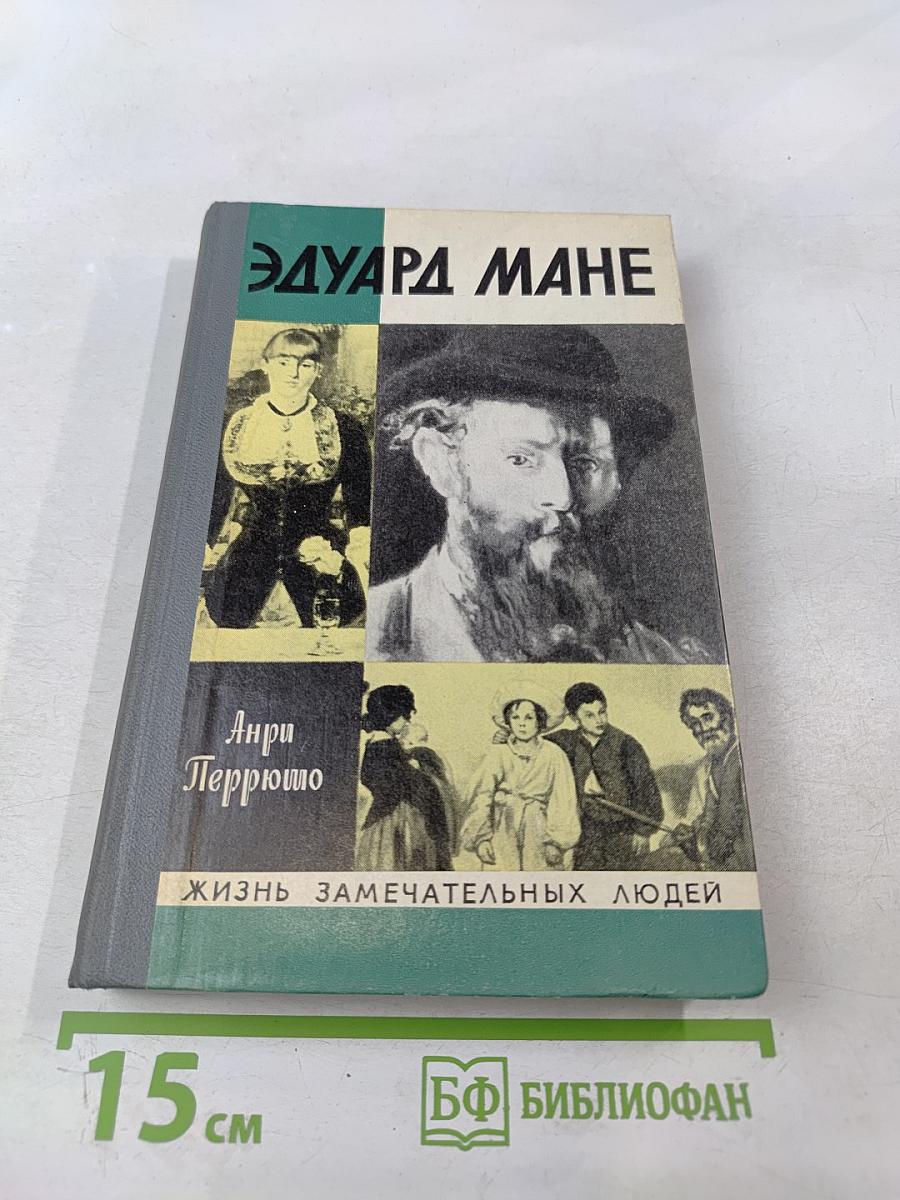 ЭДУАРД МАНЕ
Анри
Перрюшо
ЖИЗНЬ ЗАМЕЧАТЕЛЬНЫХ ЛЮДЕЙ
15 см
БФ БИБЛИОФАН